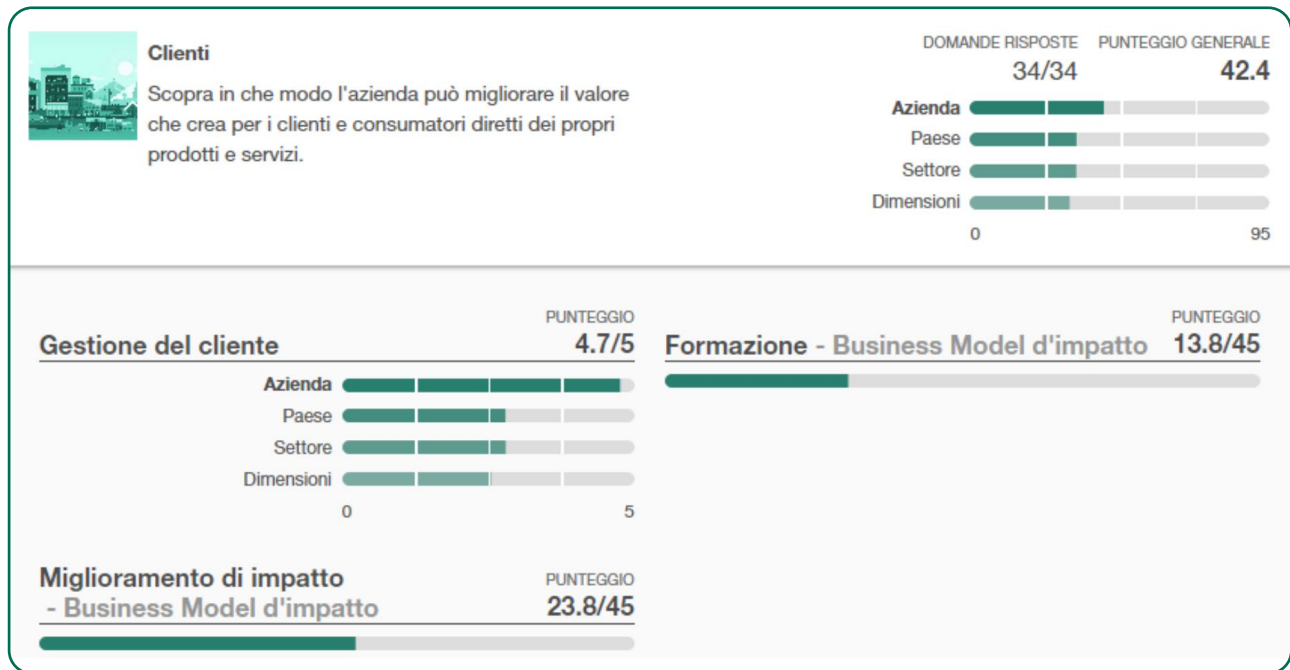 Clienti
Scopra in che modo l'azienda può migliorare il valore
che crea per i clienti e consumatori diretti dei propri
prodotti e servizi.
DOMANDE RISPOSTE
34/34
PUNTEGGIO GENERALE
42.4
Azienda
Paese
Settore
Dimensioni
0
95
Gestione del cliente
PUNTEGGIO
4.7/5
Azienda
Paese
Settore
Dimensioni
0
5
Formazione - Business Model d'impatto
PUNTEGGIO
13.8/45
Miglioramento di impatto
- Business Model d'impatto
PUNTEGGIO
23.8/45